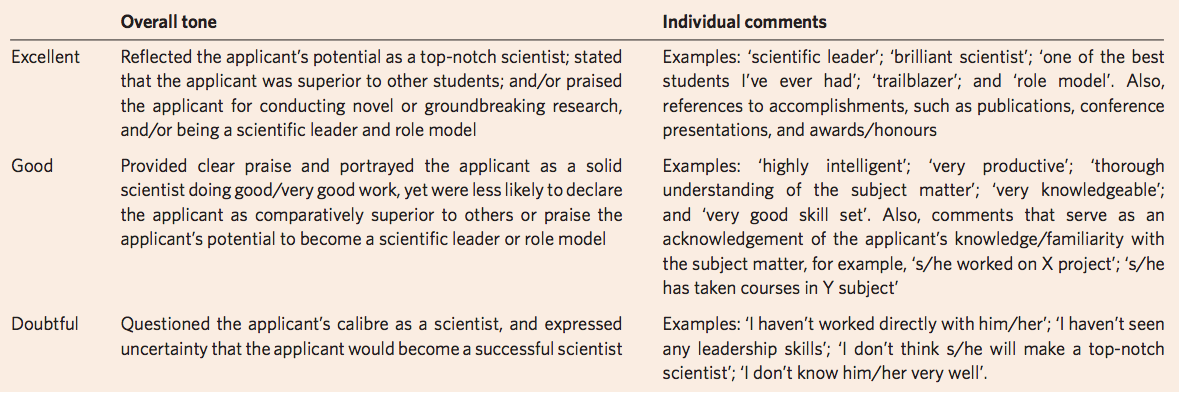 Overall tone Individual comments
Excellent Reflected the applicant’s potential as a top-notch scientist; stated Examples: ‘scientific leader’; ‘brilliant scientist’; ‘one of the best
that the applicant was superior to other students; and/or praised students I’ve ever had’; ‘trailblazer’; and ‘role model’. Also,
the applicant for conducting novel or groundbreaking research, references to accomplishments, such as publications, conference
and/or being a scientific leader and role model presentations, and awards/honours
Good Provided clear praise and portrayed the applicant as a solid Examples: ‘highly intelligent’; ‘very productive’; ‘thorough
scientist doing good/very good work, yet were less likely to declare understanding of the subject matter’; ‘very knowledgeable’;
the applicant as comparatively superior to others or praise the and ‘very good skill set’. Also, comments that serve as an
applicant’s potential to become a scientific leader or role model acknowledgement of the applicant’s knowledge/familiarity with
the subject matter, for example, ‘s/he worked on X project’; ‘s/he
has taken courses in Y subject’
Doubtful Questioned the applicant’s calibre as a scientist, and expressed Examples: ‘I haven’t worked directly with him/her’; ‘I haven’t seen
uncertainty that the applicant would become a successful scientist any leadership skills’; ‘I don’t think s/he will make a top-notch
scientist’; ‘I don’t know him/her very well’.